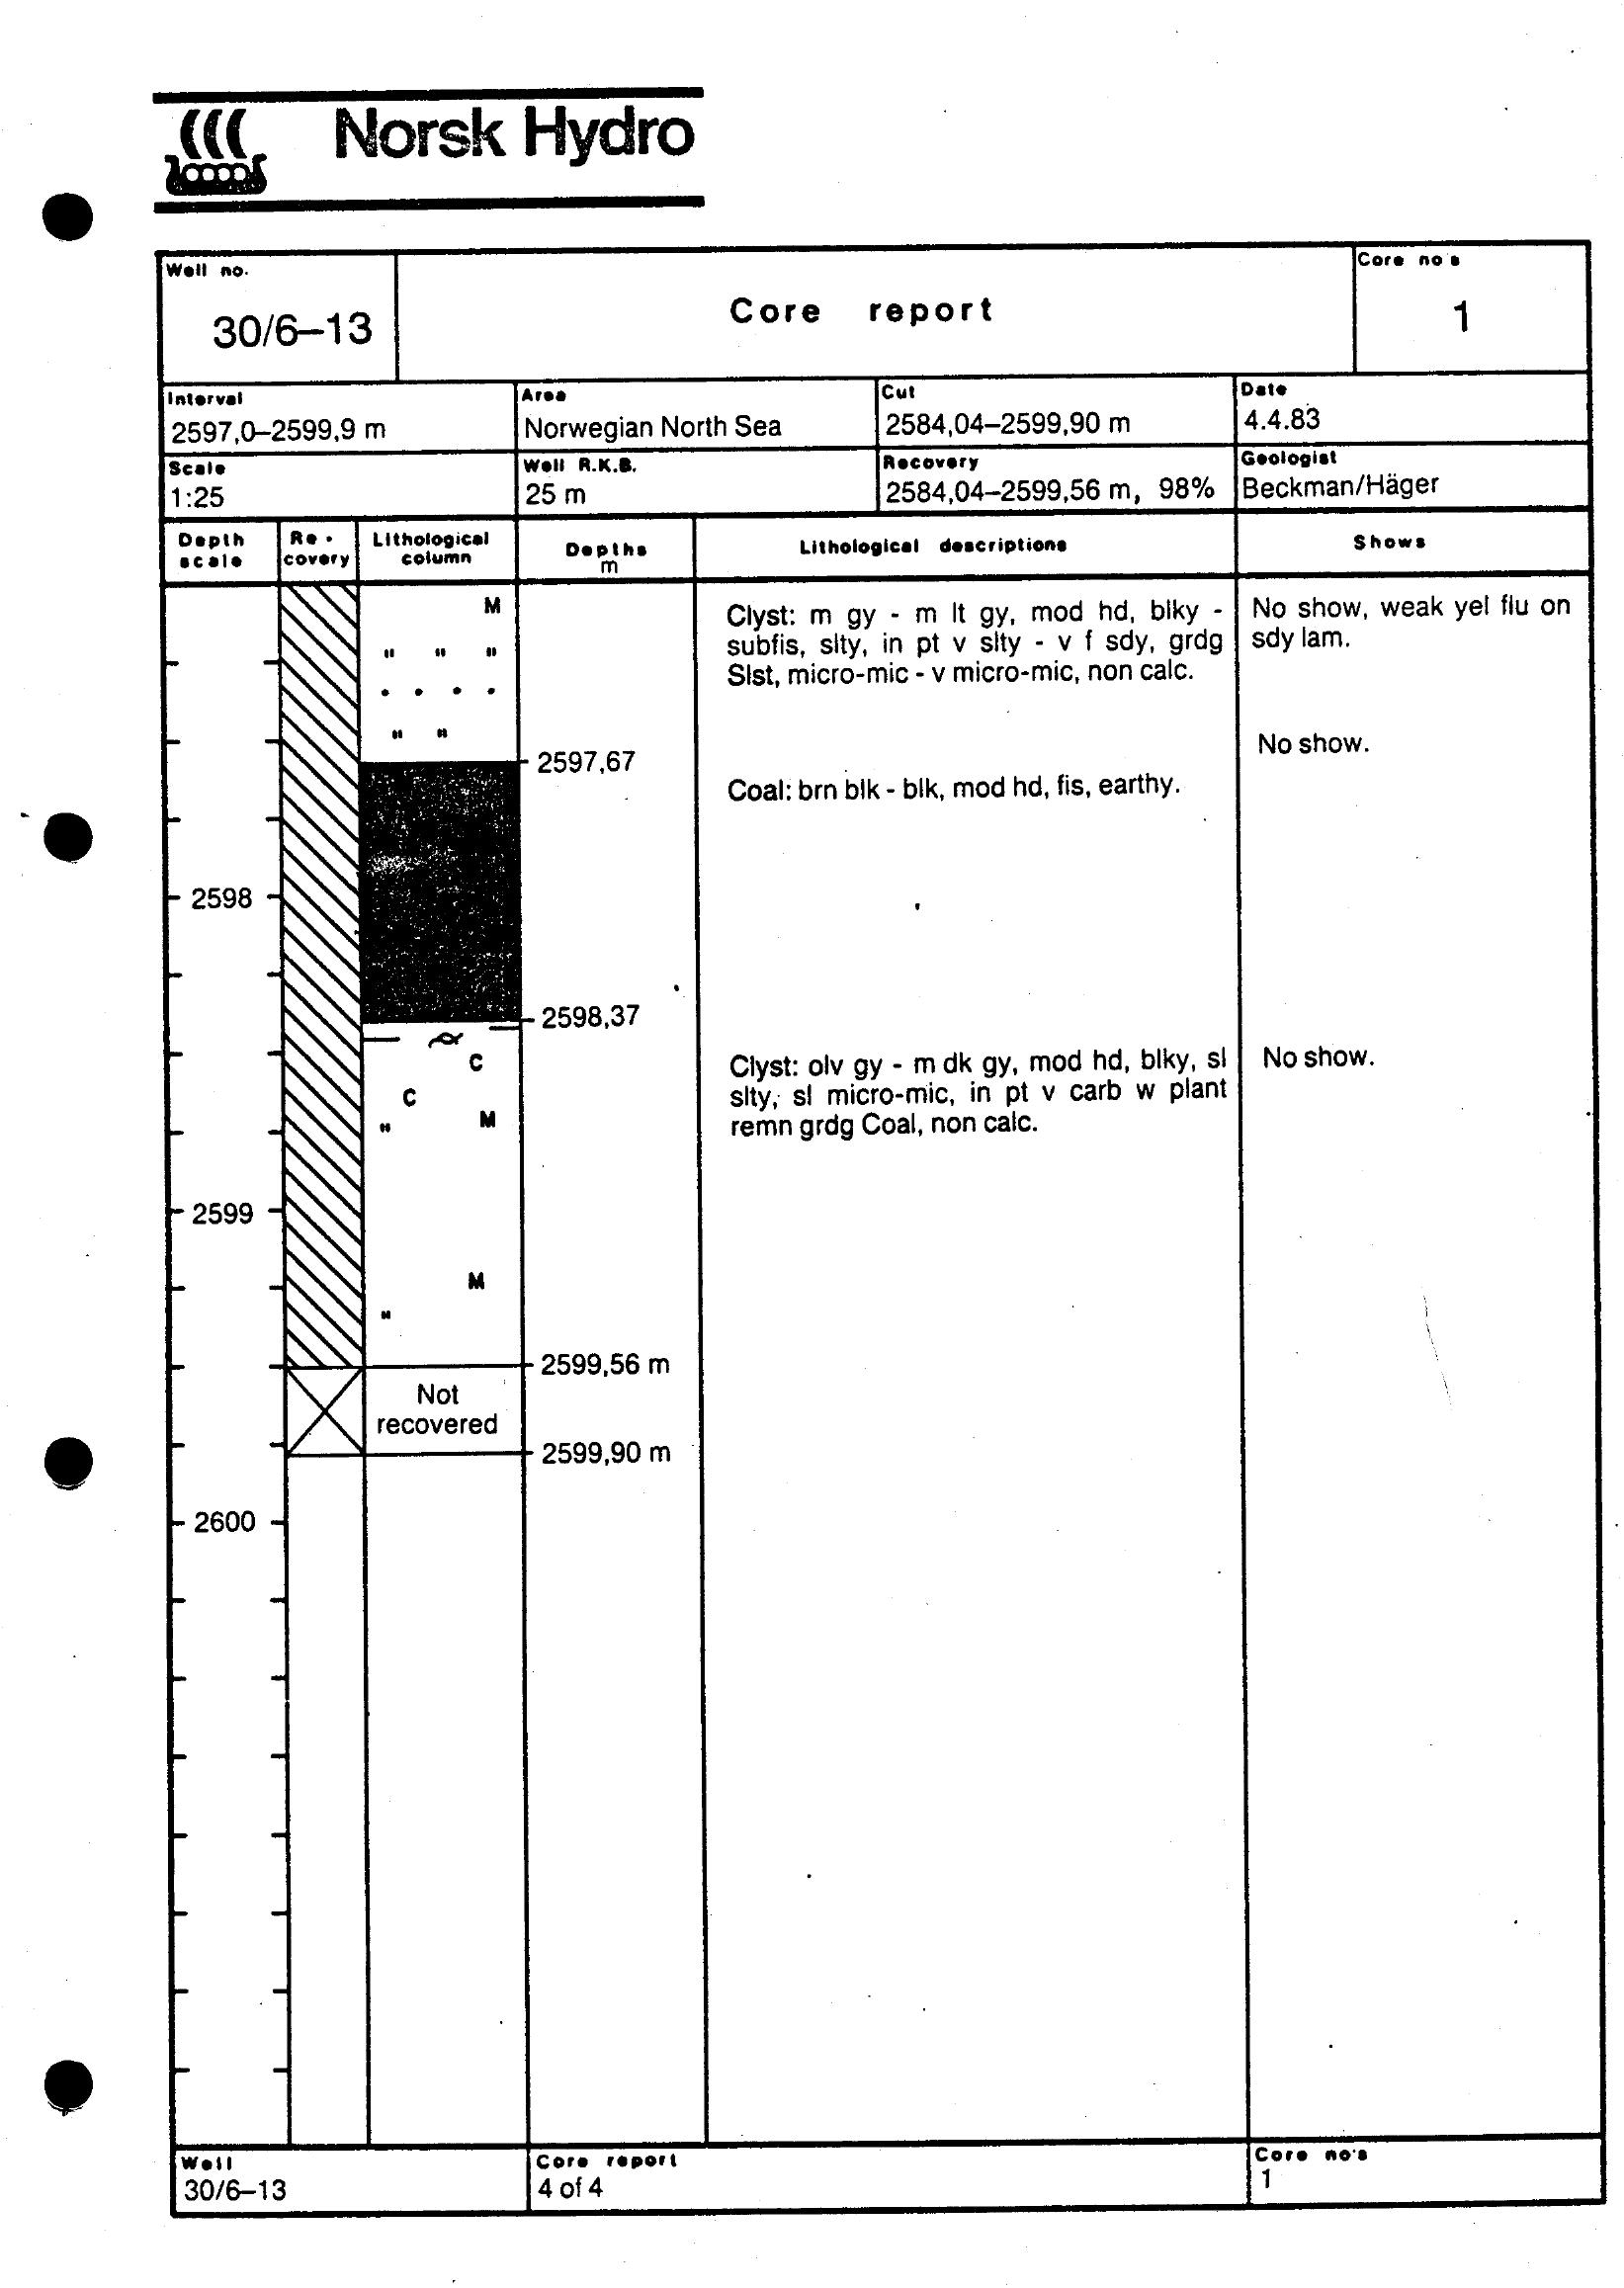 Norsk Hydro
Well no.
30/6–13
Core report
Core no's
1
Interval
2597,0–2599,9 m
Area
Norwegian North Sea
Cut
2584,04–2599,90 m
Date
4.4.83
Scale
1:25
Well R.K.B.
25 m
Recovery
2584,04–2599,56 m, 98%
Geologist
Beckman/Häger
Depth
scale
Re-
covery
Lithological
column
Depths
m
Lithological descriptions
Shows
M
Clyst: m gy - m lt gy, mod hd, blky -
subfis, slty, in pt v slty - v f sdy, grdg
Slst, micro-mic - v micro-mic, non calc.
No show, weak yel flu on
sdy lam.
" " "
" "
2597,67
No show.
Coal: brn blk - blk, mod hd, fis, earthy.
2598
2598,37
C
C
" M
Clyst: olv gy - m dk gy, mod hd, blky, sl
slty, sl micro-mic, in pt v carb w plant
remn grdg Coal, non calc.
No show.
2599
M
"
2599,56 m
Not
recovered
2599,90 m
2600
Well
30/6–13
Core report
4 of 4
Core no's
1